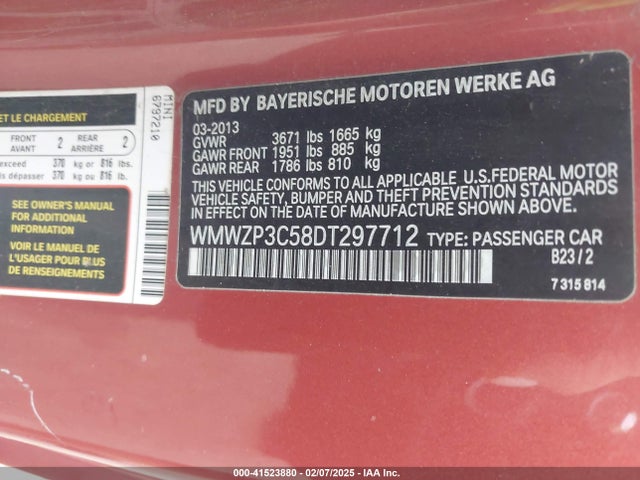 ET LE CHARGEMENT
FRONT 2 REAR 2
AVANT ARRIÈRE
exceed 370 kg or 816 lbs.
is dépasser 370 kg ou 816 lb.
SEE OWNER'S MANUAL
FOR ADDITIONAL
INFORMATION
VOIR LE MANUEL DE
L'USAGER POUR PLUS
DE RENSEIGNEMENTS
MINI
6797210
MFD BY BAYERISCHE MOTOREN WERKE AG
03-2013
GVWR 3671 lbs 1665 kg
GAWR FRONT 1951 lbs 885 kg
GAWR REAR 1786 lbs 810 kg
THIS VEHICLE CONFORMS TO ALL APPLICABLE U.S.FEDERAL MOTOR
VEHICLE SAFETY, BUMPER, AND THEFT PREVENTION STANDARDS
IN EFFECT ON THE DATE OF MANUFACTURE SHOWN ABOVE.
WMWZP3C58DT297712 TYPE: PASSENGER CAR
B23/2
7 315 814
000-41523880 - 02/07/2025 - IAA Inc.